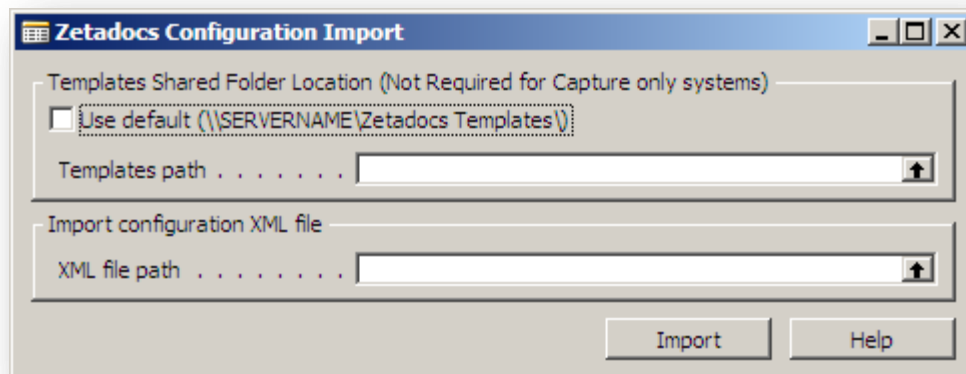 Zetadocs Configuration Import
Templates Shared Folder Location (Not Required for Capture only systems)
Use default (\\SERVERNAME\Zetadocs Templates\)
Templates path . . . . . . .
Import configuration XML file
XML file path . . . . . . . .
Import Help